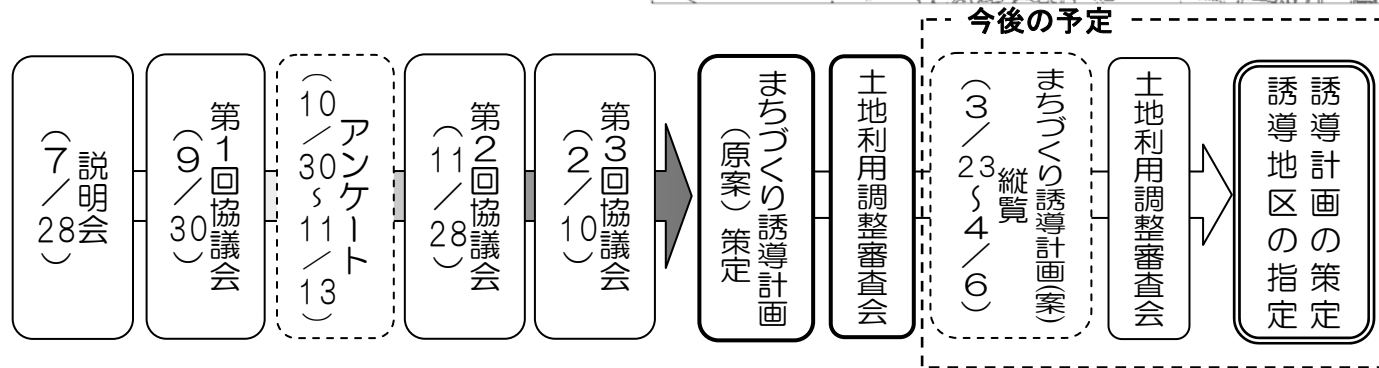 今後の予定
説明会
(7/28)
第1回協議会
(9/30)
アンケート
(10/30~11/13)
第2回協議会
(11/28)
第3回協議会
(2/10)
まちづくり誘導計画
(原案)策定
土地利用調整審査会
まちづくり誘導計画(案)
縦覧
(3/23~4/6)
土地利用調整審査会
誘導計画の策定
誘導地区の指定